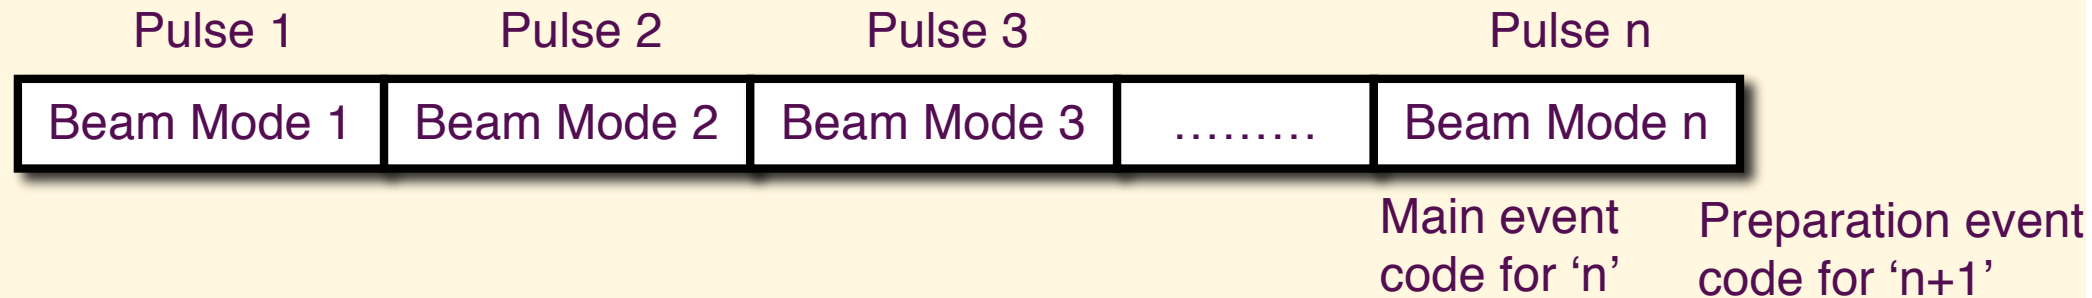 Pulse 1 Pulse 2 Pulse 3 Pulse n
Beam Mode 1 Beam Mode 2 Beam Mode 3 ......... Beam Mode n
Main event
code for ‘n’
Preparation event
code for ‘n+1’